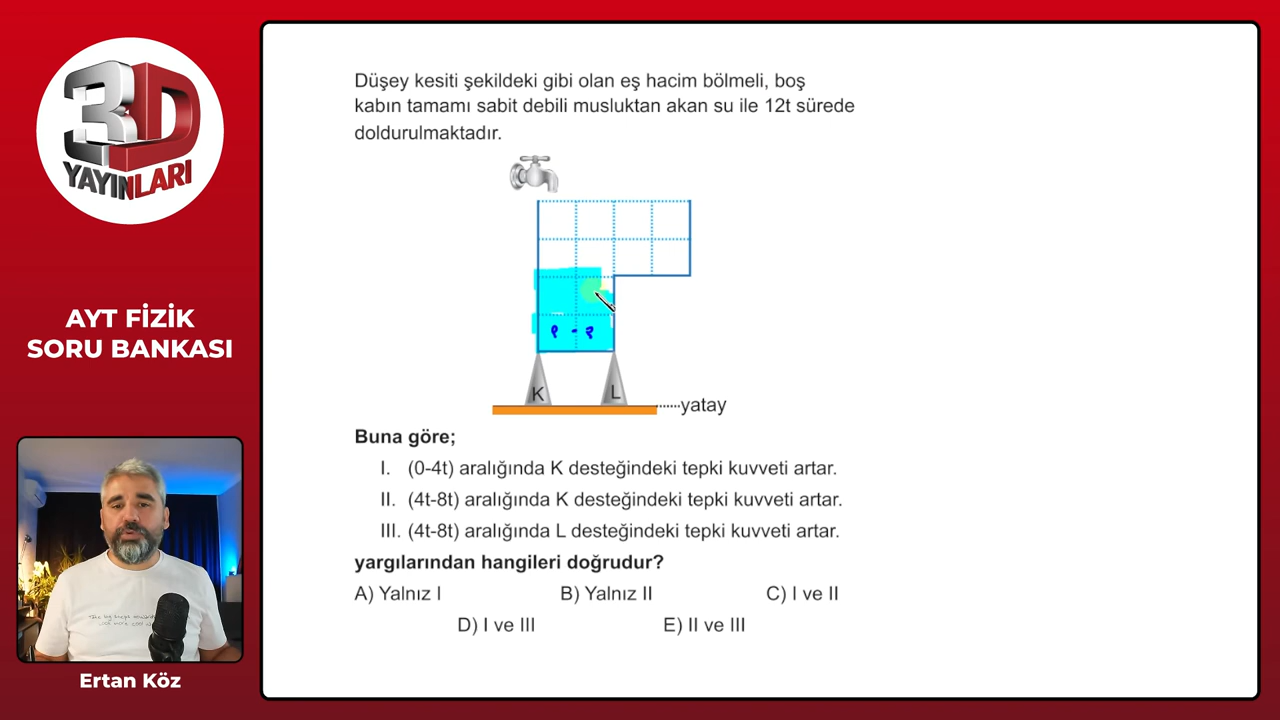 3D
YAYINLARI
AYT FİZİK
SORU BANKASI
Ertan Köz
Düşey kesiti şekildeki gibi olan eş hacim bölmeli, boş
kabın tamamı sabit debili musluktan akan su ile 12t sürede
doldurulmaktadır.
K
L
yatay
Buna göre;
I. (0-4t) aralığında K desteğindeki tepki kuvveti artar.
II. (4t-8t) aralığında K desteğindeki tepki kuvveti artar.
III. (4t-8t) aralığında L desteğindeki tepki kuvveti artar.
yargılarından hangileri doğrudur?
A) Yalnız I B) Yalnız II C) I ve II
D) I ve III E) II ve III